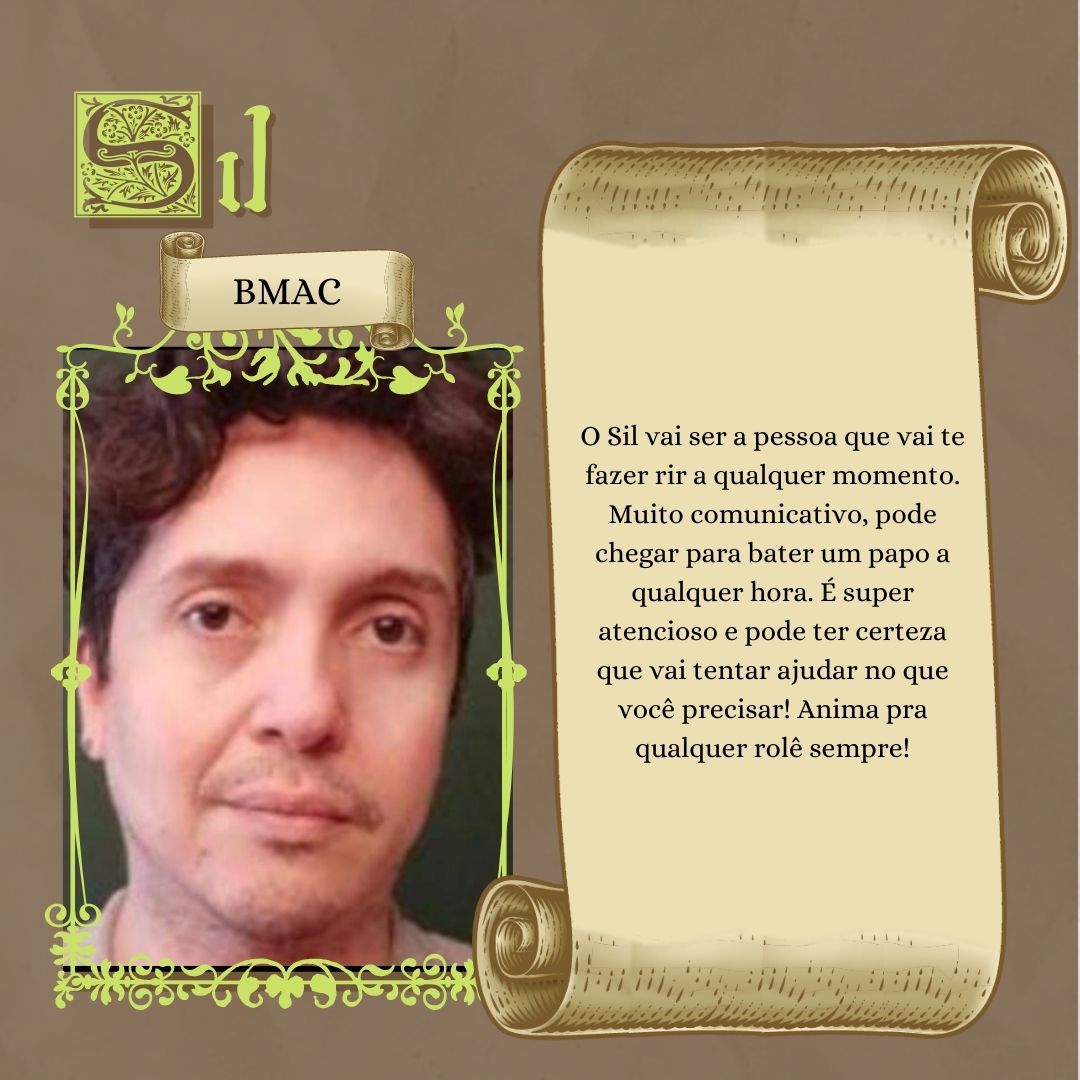 Sil
BMAC
O Sil vai ser a pessoa que vai te
fazer rir a qualquer momento.
Muito comunicativo, pode
chegar para bater um papo a
qualquer hora. É super
atencioso e pode ter certeza
que vai tentar ajudar no que
você precisar! Anima pra
qualquer rolê sempre!